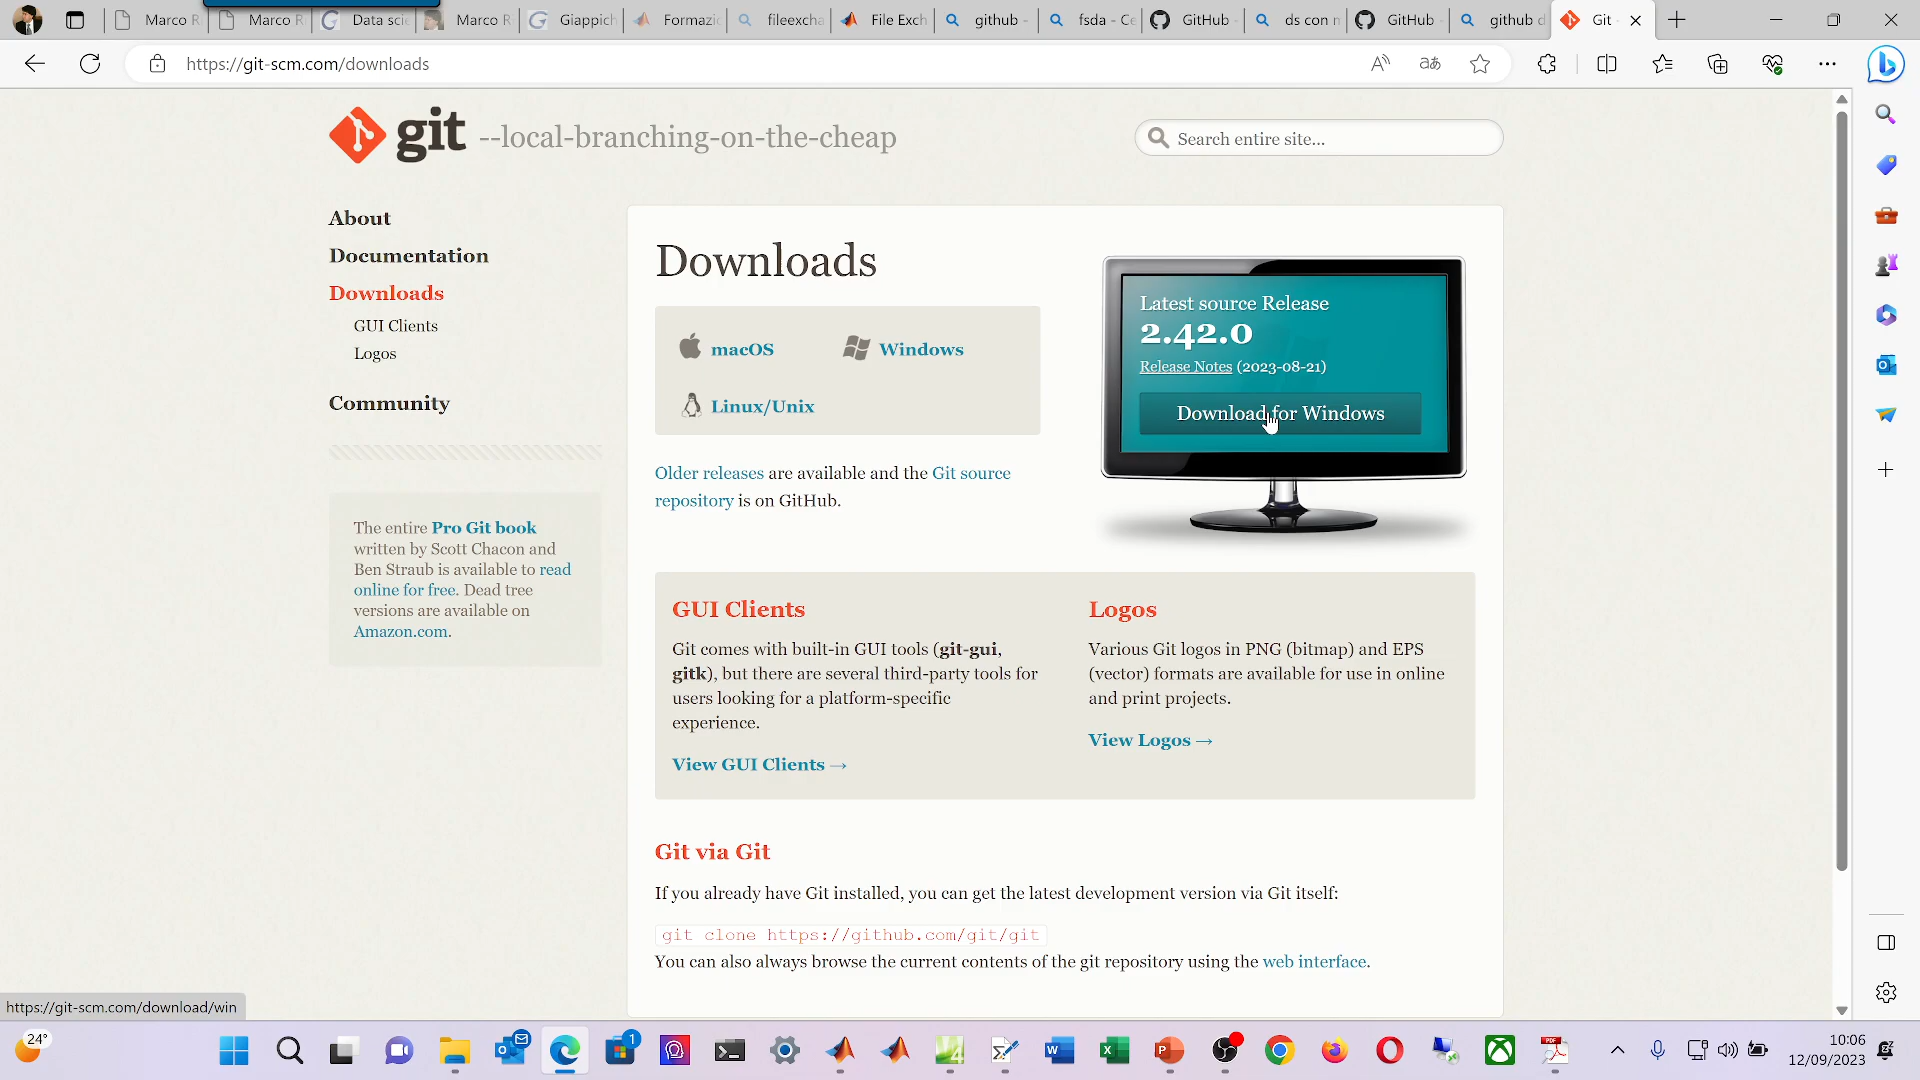 Marco R
Marco R
Data scie
Marco R
Giappich
Formazio
fileexcha
File Exch
github -
fsda - Ce
GitHub
ds con m
GitHub
github d
Git
https://git-scm.com/downloads
git --local-branching-on-the-cheap
Search entire site...
About
Documentation
Downloads
GUI Clients
Logos
Community
The entire Pro Git book
written by Scott Chacon and
Ben Straub is available to read
online for free. Dead tree
versions are available on
Amazon.com.
Downloads
macOS
Windows
Linux/Unix
Older releases are available and the Git source
repository is on GitHub.
Latest source Release
2.42.0
Release Notes (2023-08-21)
Download for Windows
GUI Clients
Git comes with built-in GUI tools (git-gui,
gitk), but there are several third-party tools for
users looking for a platform-specific
experience.
View GUI Clients →
Logos
Various Git logos in PNG (bitmap) and EPS
(vector) formats are available for use in online
and print projects.
View Logos →
Git via Git
If you already have Git installed, you can get the latest development version via Git itself:
git clone https://github.com/git/git
You can also always browse the current contents of the git repository using the web interface.
https://git-scm.com/download/win
24°
1
10:06
12/09/2023